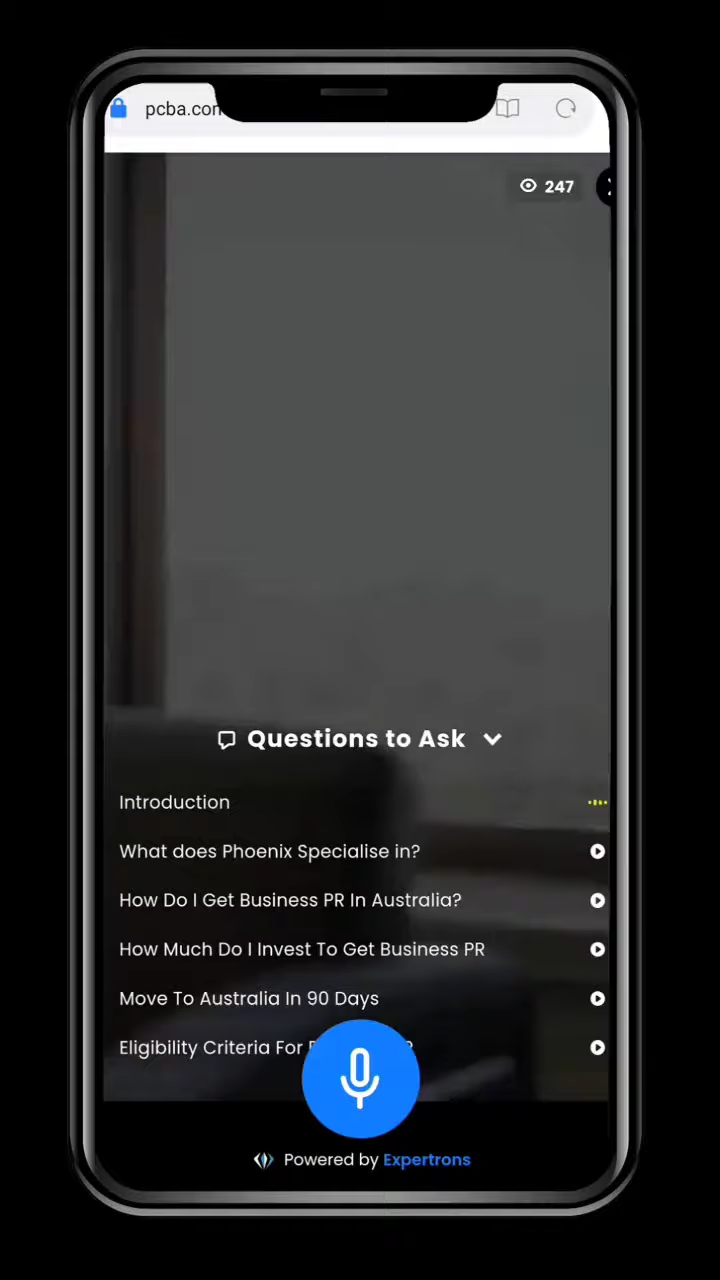 pcba.con
247
Questions to Ask
Introduction
What does Phoenix Specialise in?
How Do I Get Business PR In Australia?
How Much Do I Invest To Get Business PR
Move To Australia In 90 Days
Eligibility Criteria For
Powered by Expertrons